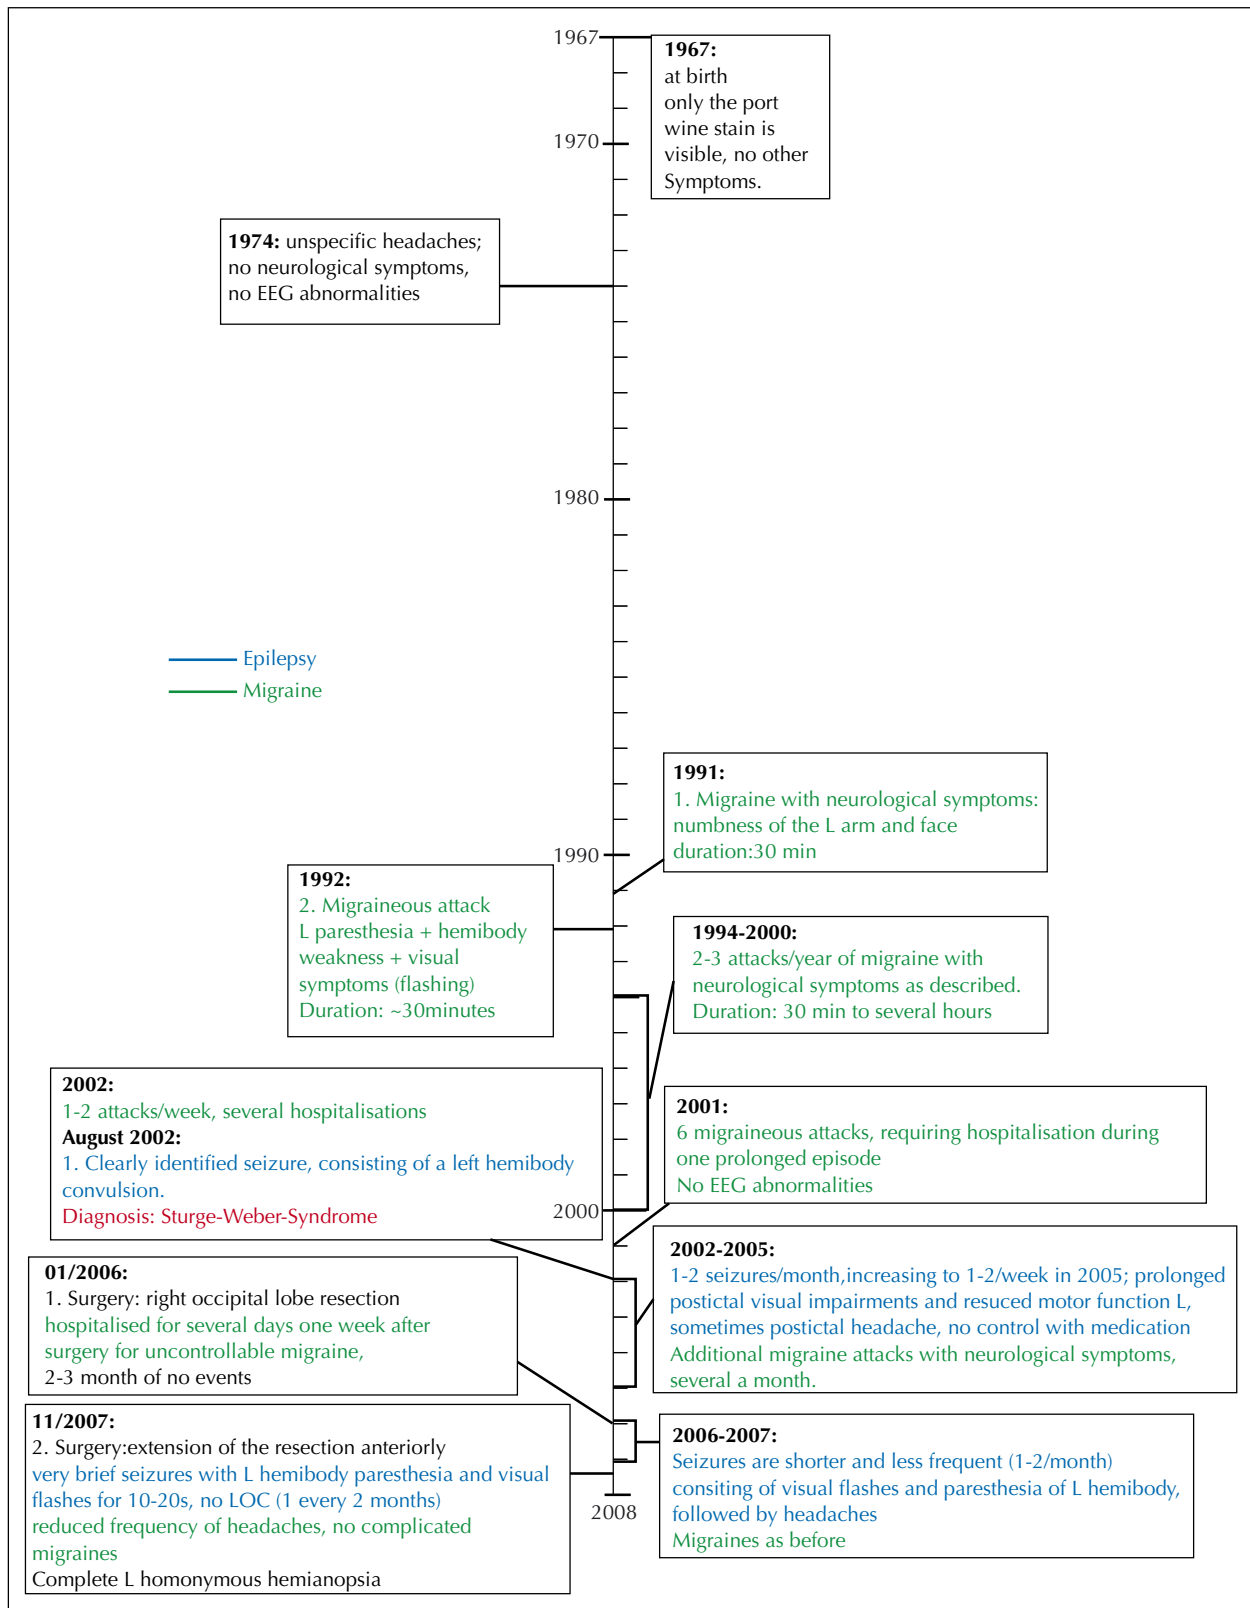 1967
1967:
at birth
only the port
wine stain is
visible, no other
Symptoms.
1970
1974: unspecific headaches;
no neurological symptoms,
no EEG abnormalities
1980
Epilepsy
Migraine
1991:
1. Migraine with neurological symptoms:
numbness of the L arm and face
duration:30 min
1990
1992:
2. Migraineous attack
L paresthesia + hemibody
weakness + visual
symptoms (flashing)
Duration: ~30minutes
1994-2000:
2-3 attacks/year of migraine with
neurological symptoms as described.
Duration: 30 min to several hours
2002:
1-2 attacks/week, several hospitalisations
August 2002:
1. Clearly identified seizure, consisting of a left hemibody
convulsion.
Diagnosis: Sturge-Weber-Syndrome
2001:
6 migraineous attacks, requiring hospitalisation during
one prolonged episode
No EEG abnormalities
2000
2002-2005:
1-2 seizures/month,increasing to 1-2/week in 2005; prolonged
postictal visual impairments and resuced motor function L,
sometimes postictal headache, no control with medication
Additional migraine attacks with neurological symptoms,
several a month.
01/2006:
1. Surgery: right occipital lobe resection
hospitalised for several days one week after
surgery for uncontrollable migraine,
2-3 month of no events
11/2007:
2. Surgery:extension of the resection anteriorly
very brief seizures with L hemibody paresthesia and visual
flashes for 10-20s, no LOC (1 every 2 months)
reduced frequency of headaches, no complicated
migraines
Complete L homonymous hemianopsia
2006-2007:
Seizures are shorter and less frequent (1-2/month)
consiting of visual flashes and paresthesia of L hemibody,
followed by headaches
Migraines as before
2008